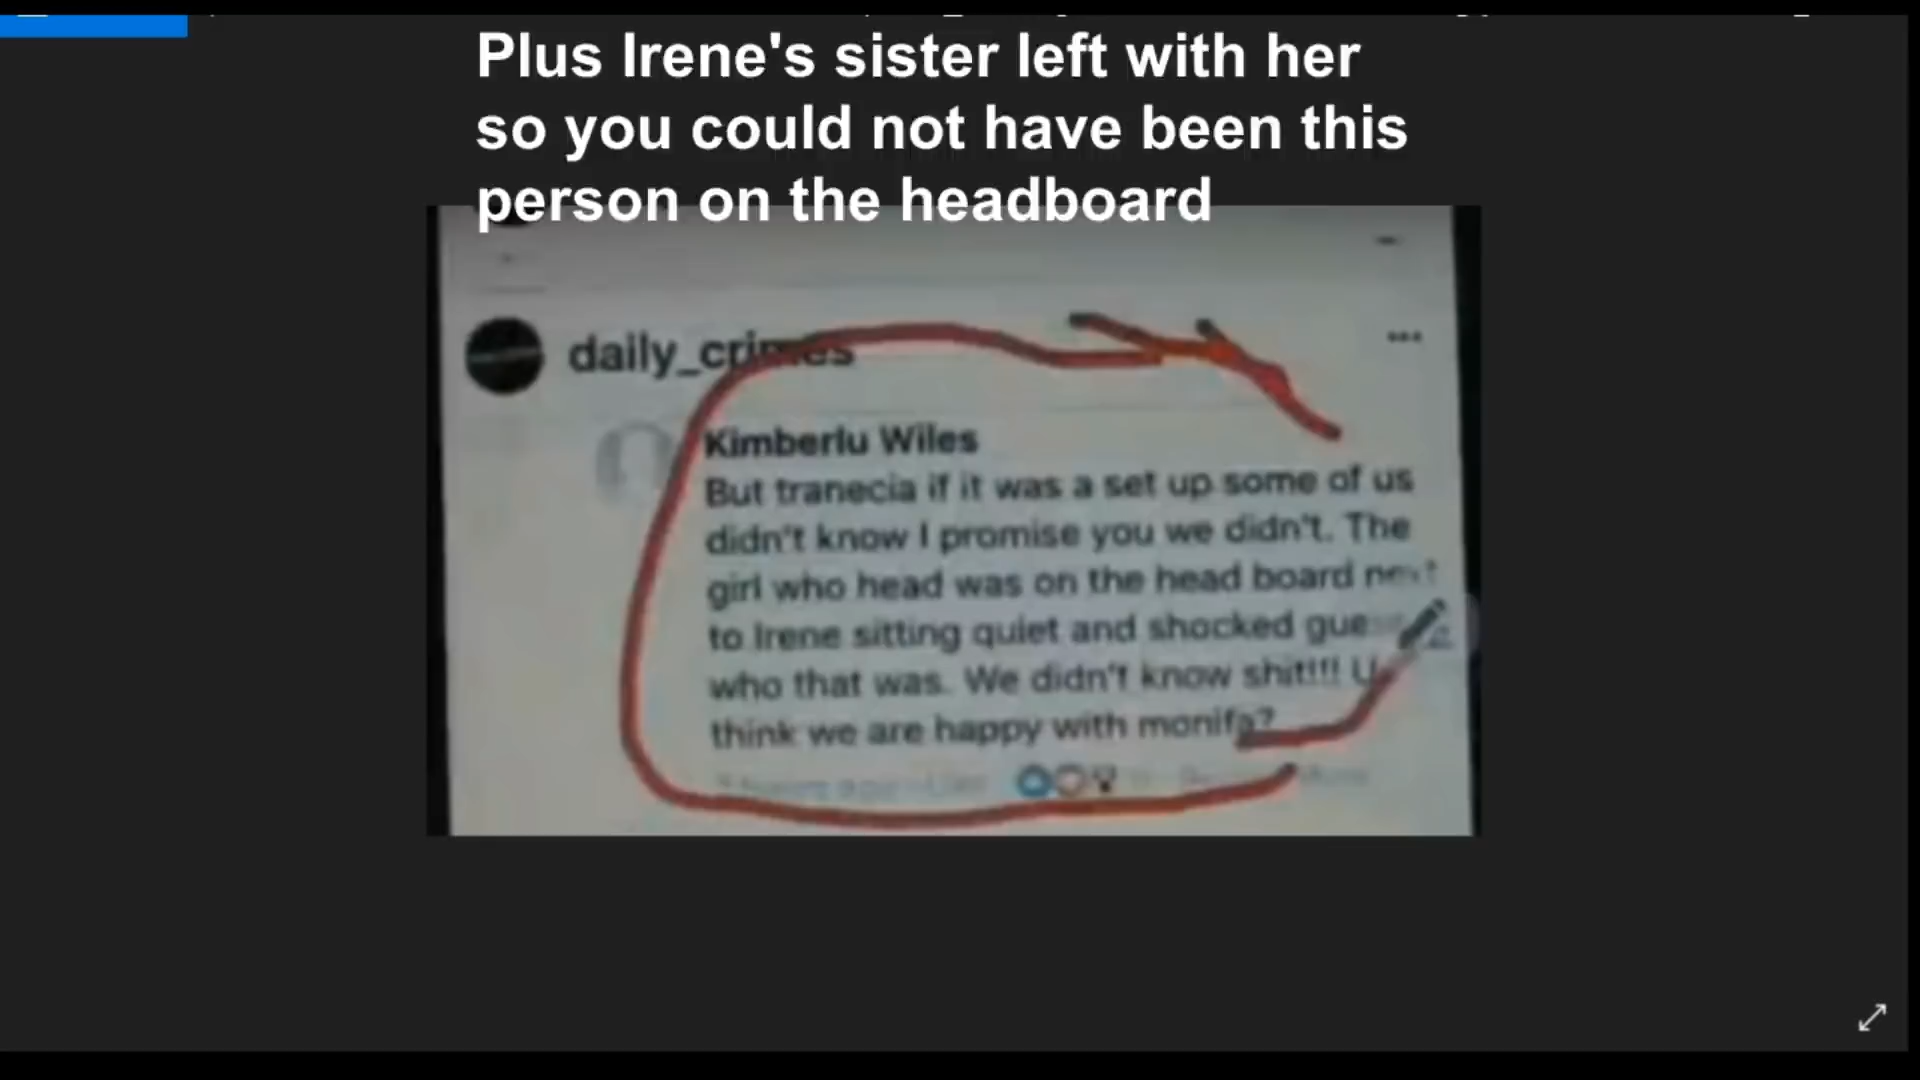 Plus Irene's sister left with her
so you could not have been this
person on the headboard
daily_crimes
Kimberlu Wiles
But tranecia if it was a set up some of us
didn't know I promise you we didn't. The
girl who head was on the head board next
to Irene sitting quiet and shocked
who that was. We didn't know shit!!! U
think we are happy with monifa?